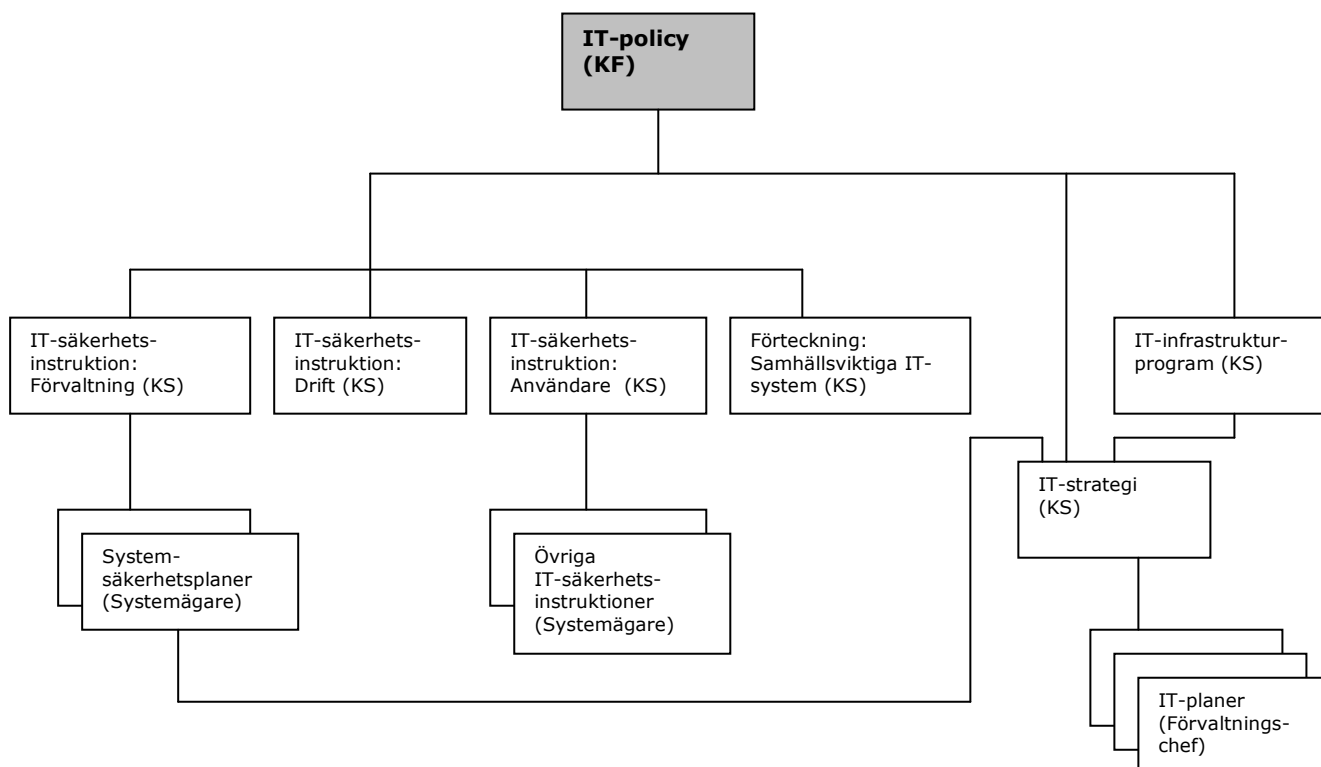 IT-policy
(KF)
IT-säkerhets-
instruktion:
Förvaltning (KS)
IT-säkerhets-
instruktion:
Drift (KS)
IT-säkerhets-
instruktion:
Användare (KS)
Förteckning:
Samhällsviktiga IT-
system (KS)
IT-infrastruktur-
program (KS)
IT-strategi
(KS)
System-
säkerhetsplaner
(Systemägare)
Övriga
IT-säkerhets-
instruktioner
(Systemägare)
IT-planer
(Förvaltnings-
chef)